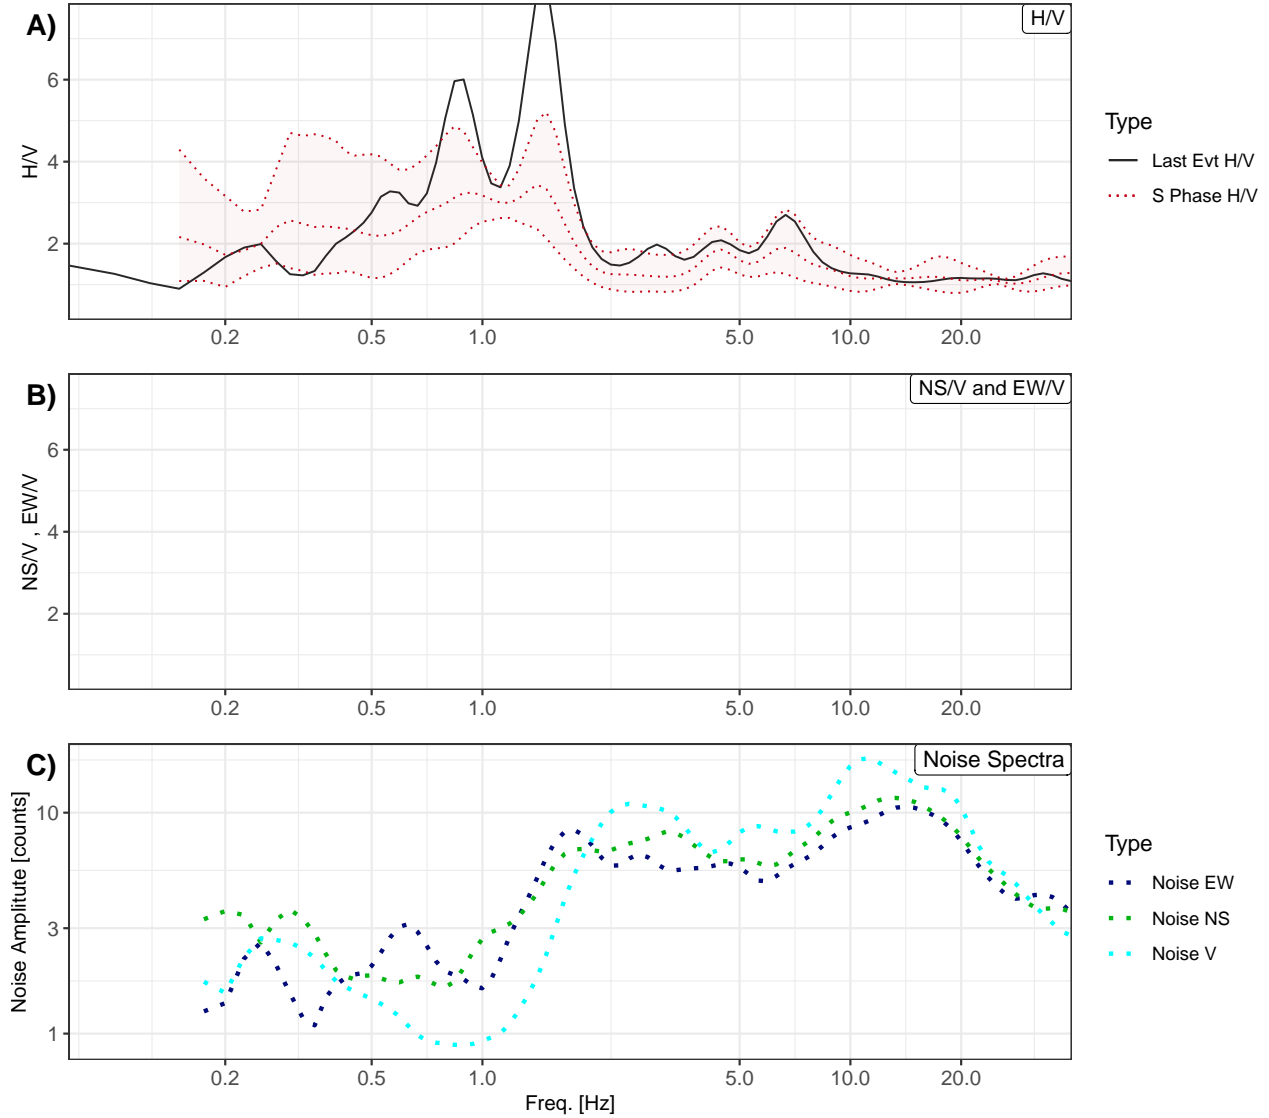 A)
H/V
6
4
2
H/V
0.2 0.5 1.0 5.0 10.0 20.0
Type
Last Evt H/V
S Phase H/V
B)
NS/V and EW/V
6
4
2
NS/V , EW/V
0.2 0.5 1.0 5.0 10.0 20.0
C)
Noise Spectra
10
3
1
Noise Amplitude [counts]
0.2 0.5 1.0 5.0 10.0 20.0
Freq. [Hz]
Type
Noise EW
Noise NS
Noise V